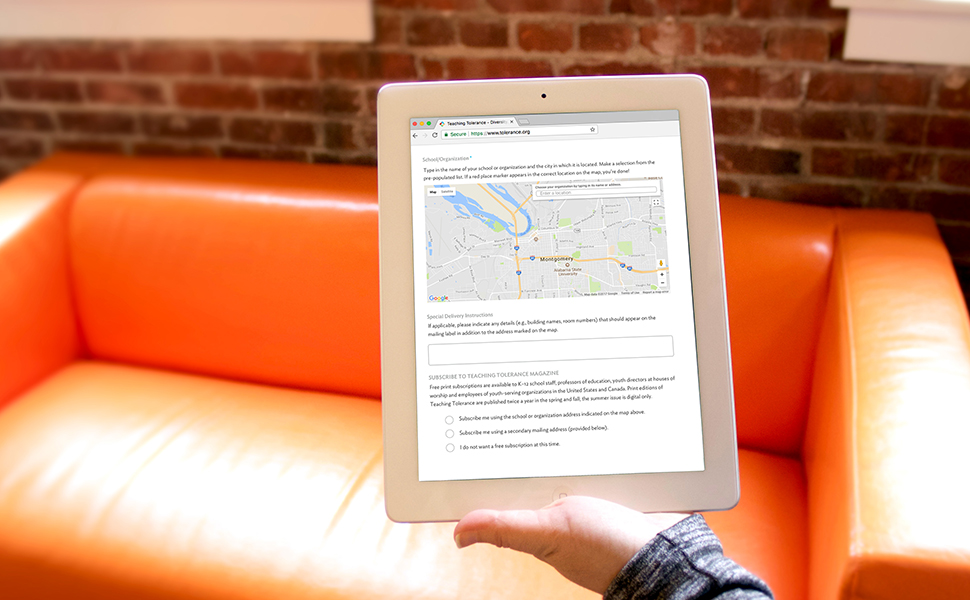 Teaching Tolerance - Diversity
Secure https://www.tolerance.org
School/Organization*
Type in the name of your school or organization and the city in which it is located. Make a selection from the
pre-populated list. If a red place marker appears in the correct location on the map, you're done!
Map Satellite
Choose your organization by typing in its name or address:
Enter a location
Montgomery
Alabama State
University
Google
Map data ©2017 Google Terms of Use Report a map error
Special Delivery Instructions
If applicable, please indicate any details (e.g., building names, room numbers) that should appear on the
mailing label in addition to the address marked on the map.
SUBSCRIBE TO TEACHING TOLERANCE MAGAZINE
Free print subscriptions are available to K–12 school staff, professors of education, youth directors at houses of
worship and employees of youth-serving organizations in the United States and Canada. Print editions of
Teaching Tolerance are published twice a year in the spring and fall; the summer issue is digital only.
Subscribe me using the school or organization address indicated on the map above.
Subscribe me using a secondary mailing address (provided below).
I do not want a free subscription at this time.